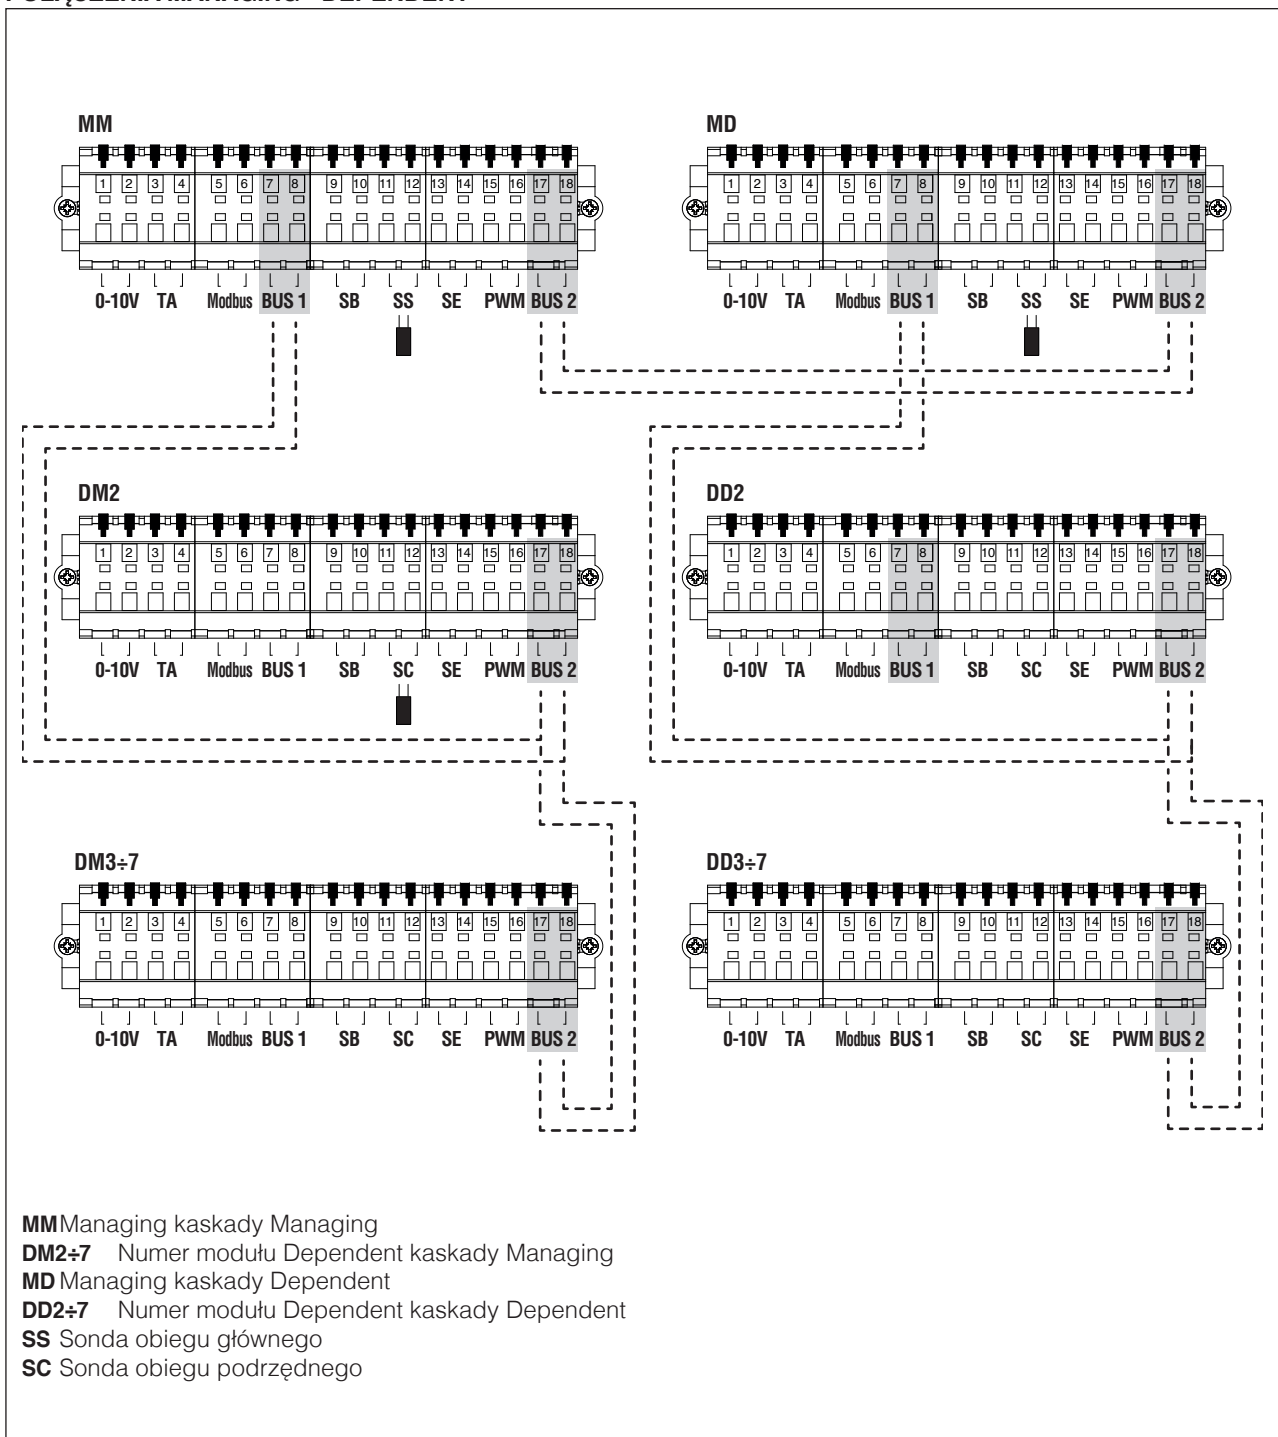 MM MD
1 2 3 4 5 6 7 8 9 10 11 12 13 14 15 16 17 18 1 2 3 4 5 6 7 8 9 10 11 12 13 14 15 16 17 18
0-10V TA Modbus BUS 1 SB SS SE PWM BUS 2 0-10V TA Modbus BUS 1 SB SS SE PWM BUS 2
DM2 DD2
1 2 3 4 5 6 7 8 9 10 11 12 13 14 15 16 17 18 1 2 3 4 5 6 7 8 9 10 11 12 13 14 15 16 17 18
0-10V TA Modbus BUS 1 SB SC SE PWM BUS 2 0-10V TA Modbus BUS 1 SB SC SE PWM BUS 2
DM3÷7 DD3÷7
1 2 3 4 5 6 7 8 9 10 11 12 13 14 15 16 17 18 1 2 3 4 5 6 7 8 9 10 11 12 13 14 15 16 17 18
0-10V TA Modbus BUS 1 SB SC SE PWM BUS 2 0-10V TA Modbus BUS 1 SB SC SE PWM BUS 2
MM Managing kaskady Managing
DM2÷7 Numer modułu Dependent kaskady Managing
MD Managing kaskady Dependent
DD2÷7 Numer modułu Dependent kaskady Dependent
SS Sonda obiegu głównego
SC Sonda obiegu podrzędnego